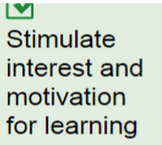 Stimulate
interest and
motivation
for learning